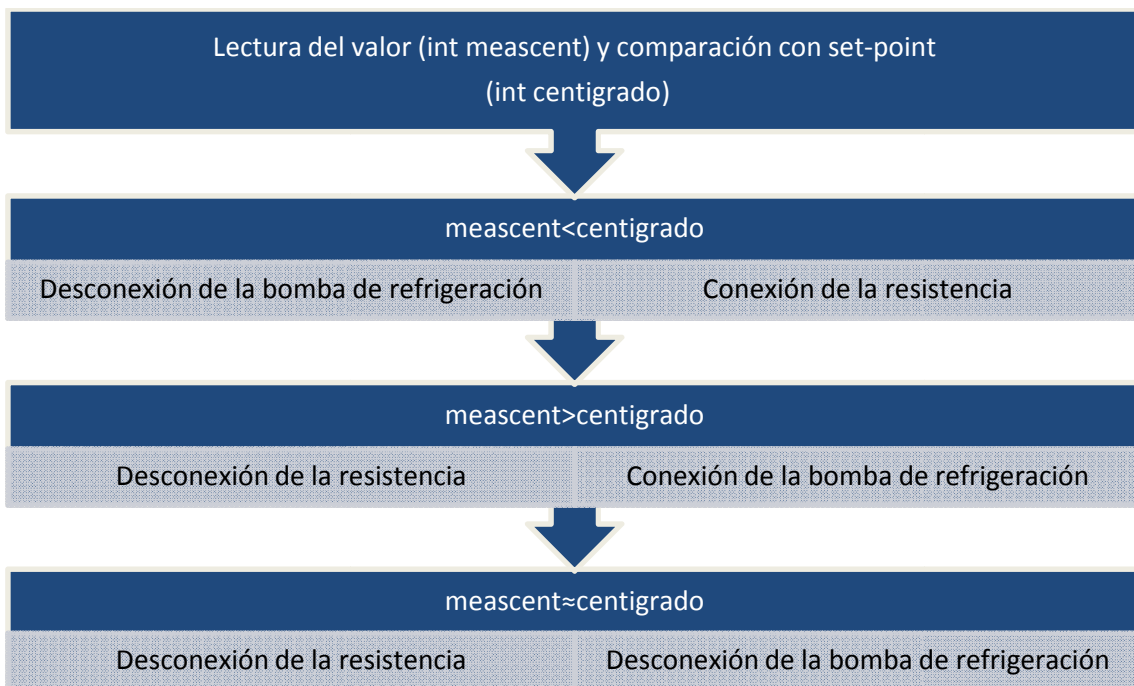 Lectura del valor (int meascent) y comparación con set-point
(int centigrado)
meascent<centigrado
Desconexión de la bomba de refrigeración
Conexión de la resistencia
meascent>centigrado
Desconexión de la resistencia
Conexión de la bomba de refrigeración
meascent≈centigrado
Desconexión de la resistencia
Desconexión de la bomba de refrigeración